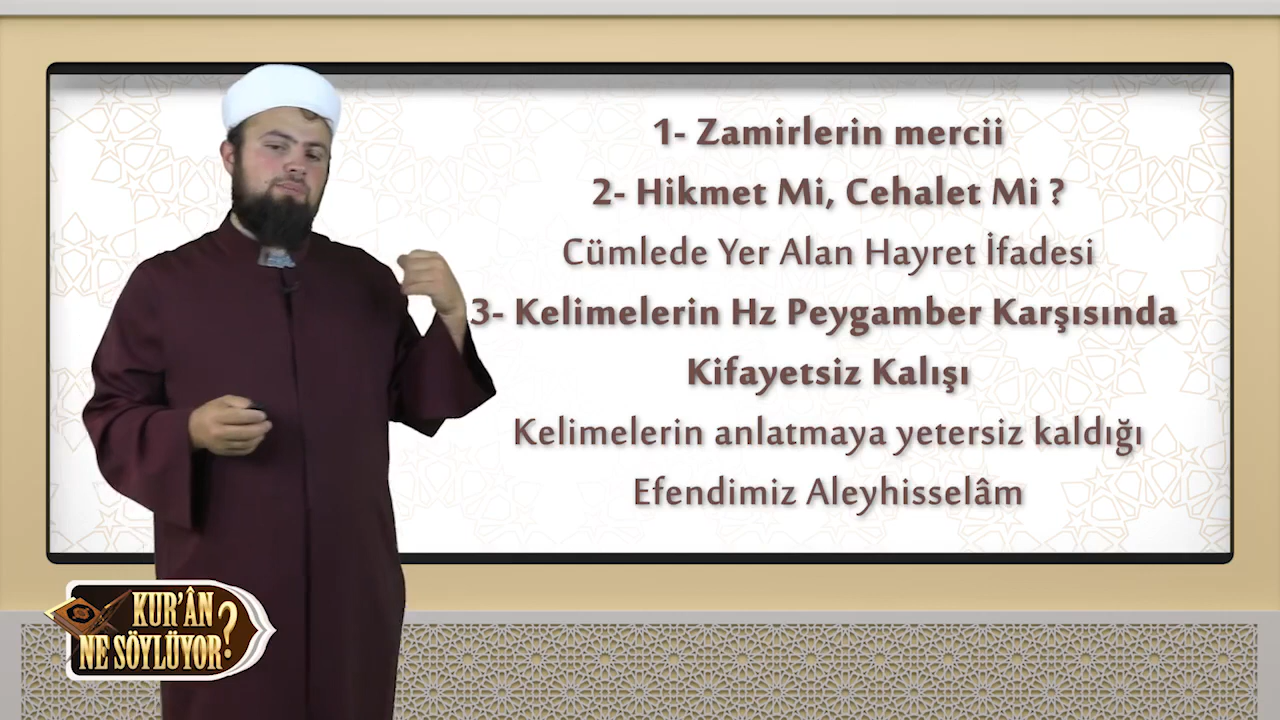 1- Zamirlerin mercii
2- Hikmet Mi, Cehalet Mi ?
Cümlede Yer Alan Hayret İfadesi
3- Kelimelerin Hz Peygamber Karşısında
Kifayetsiz Kalışı
Kelimelerin anlatmaya yetersiz kaldığı
Efendimiz Aleyhisselâm
KUR'ÂN
NE SÖYLÜYOR?